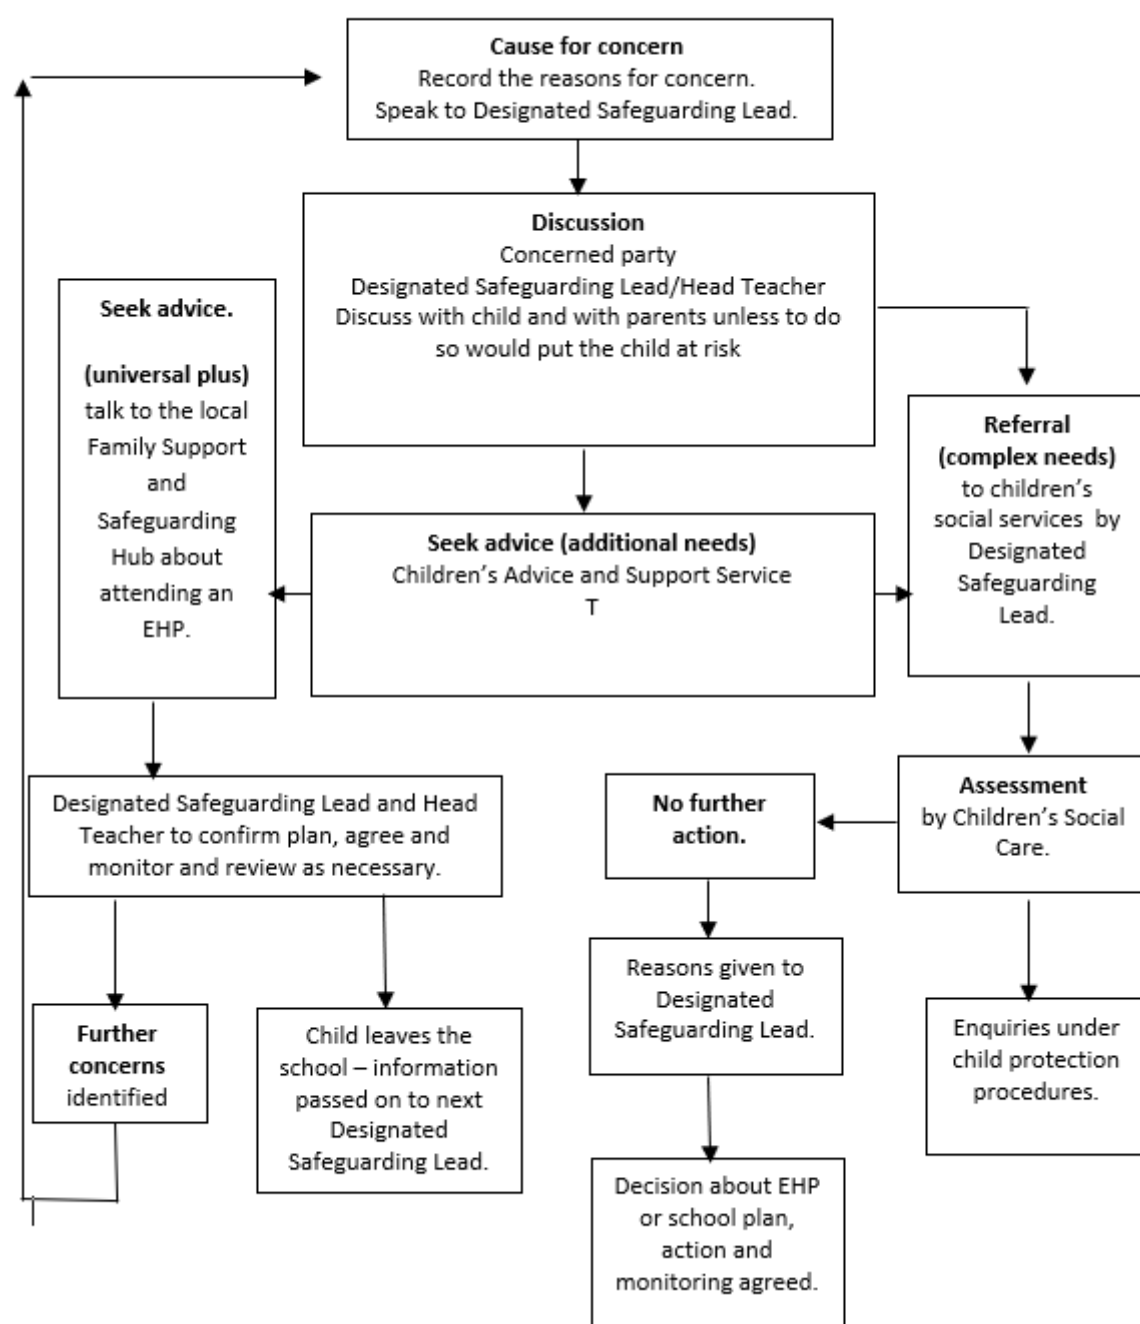 Cause for concern
Record the reasons for concern.
Speak to Designated Safeguarding Lead.
Discussion
Concerned party
Designated Safeguarding Lead/Head Teacher
Discuss with child and with parents unless to do
so would put the child at risk
Seek advice.
(universal plus)
talk to the local
Family Support
and
Safeguarding
Hub about
attending an
EHP.
Seek advice (additional needs)
Children’s Advice and Support Service
T
Referral
(complex needs)
to children’s
social services by
Designated
Safeguarding
Lead.
Designated Safeguarding Lead and Head
Teacher to confirm plan, agree and
monitor and review as necessary.
No further
action.
Assessment
by Children’s Social
Care.
Further
concerns
identified
Child leaves the
school – information
passed on to next
Designated
Safeguarding Lead.
Reasons given to
Designated
Safeguarding Lead.
Enquiries under
child protection
procedures.
Decision about EHP
or school plan,
action and
monitoring agreed.